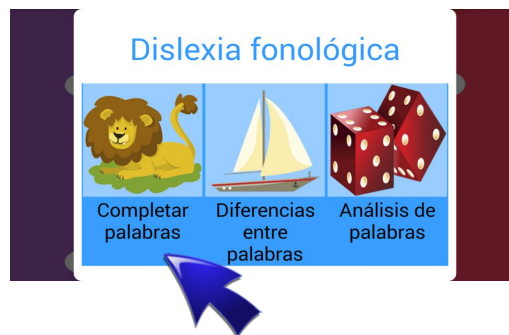 Dislexia fonológica
Completar
palabras
Diferencias
entre
palabras
Análisis de
palabras